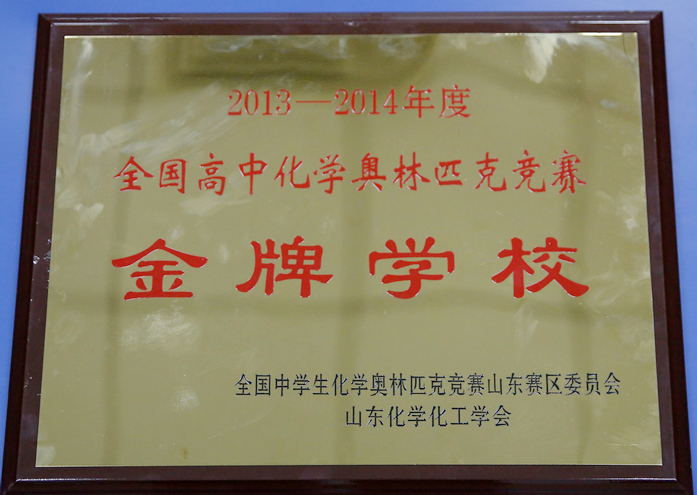 2013—2014年度
全国高中化学奥林匹克竞赛
金牌学校
全国中学生化学奥林匹克竞赛山东赛区委员会
山东化学化工学会